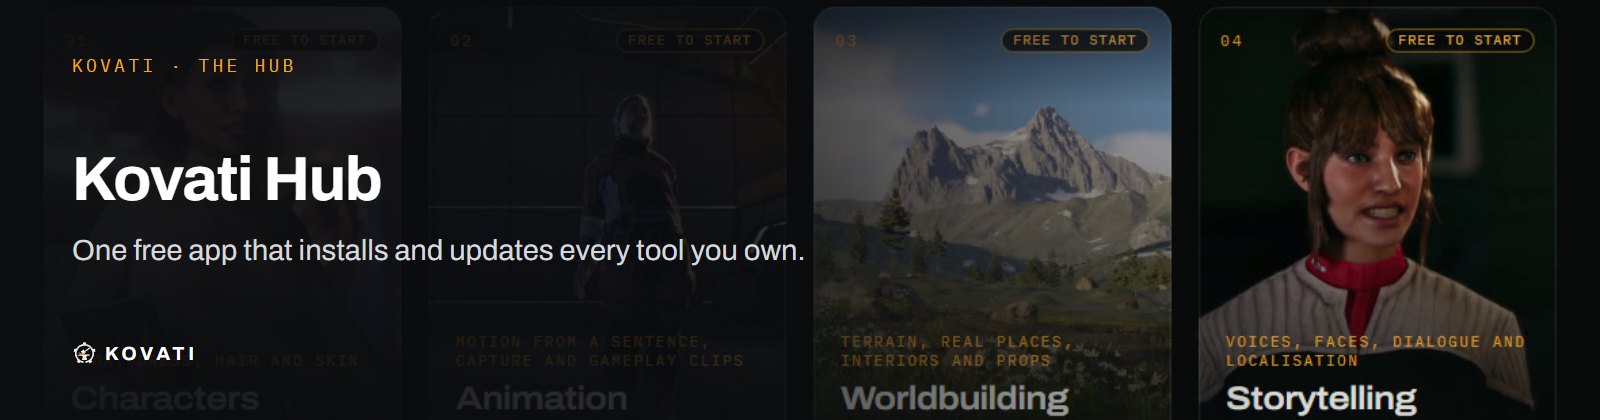 01
FREE TO START
02
FREE TO START
03
FREE TO START
04
FREE TO START
KOVATI · THE HUB
Kovati Hub
One free app that installs and updates every tool you own.
KOVATI
HAIR AND SKIN
Characters
MOTION FROM A SENTENCE,
CAPTURE AND GAMEPLAY CLIPS
Animation
TERRAIN, REAL PLACES,
INTERIORS AND PROPS
Worldbuilding
VOICES, FACES, DIALOGUE AND
LOCALISATION
Storytelling